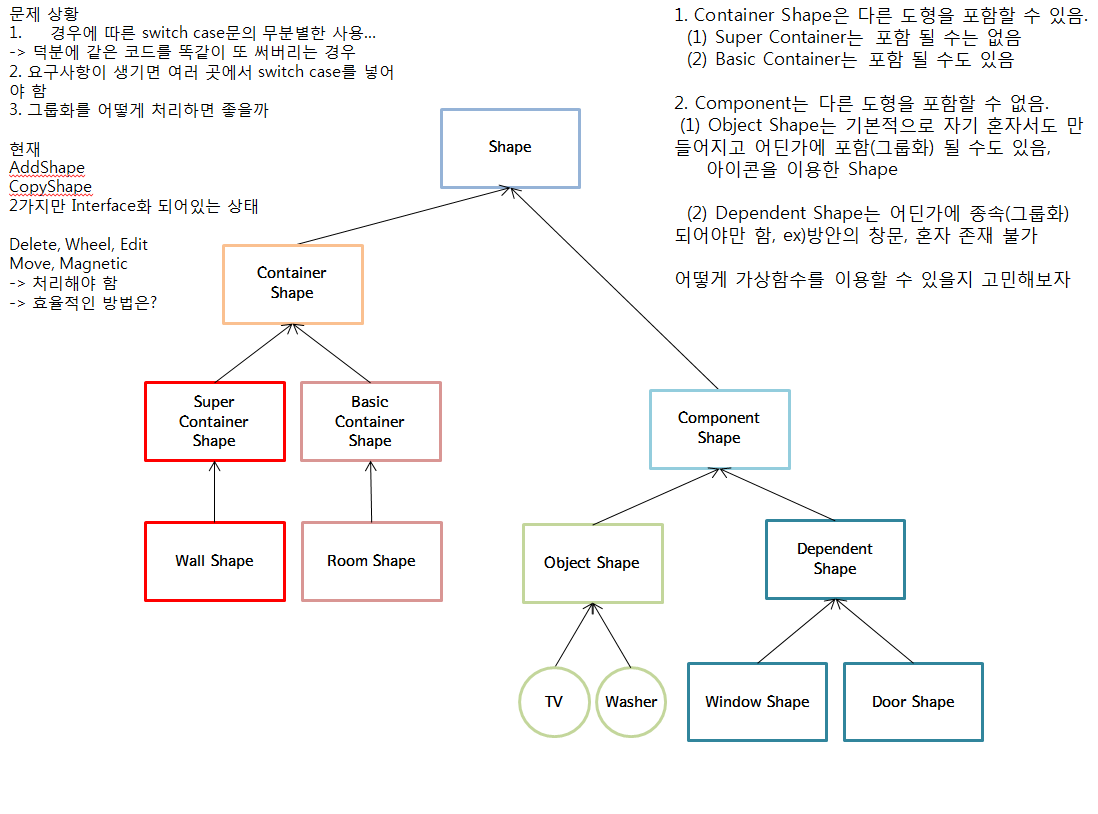 문제 상황
1. 경우에 따른 switch case문의 무분별한 사용...
-> 덕분에 같은 코드를 똑같이 또 써버리는 경우
2. 요구사항이 생기면 여러 곳에서 switch case를 넣어
야 함
3. 그룹화를 어떻게 처리하면 좋을까
현재
AddShape
CopyShape
2가지만 Interface화 되어있는 상태
Delete, Wheel, Edit
Move, Magnetic
-> 처리해야 함
-> 효율적인 방법은?
1. Container Shape은 다른 도형을 포함할 수 있음.
(1) Super Container는 포함 될 수는 없음
(2) Basic Container는 포함 될 수도 있음
2. Component는 다른 도형을 포함할 수 없음.
(1) Object Shape는 기본적으로 자기 혼자서도 만
들어지고 어딘가에 포함(그룹화) 될 수도 있음,
아이콘을 이용한 Shape
(2) Dependent Shape는 어딘가에 종속(그룹화)
되어야만 함, ex)방안의 창문, 혼자 존재 불가
어떻게 가상함수를 이용할 수 있을지 고민해보자
Shape
Container
Shape
Super
Container
Shape
Basic
Container
Shape
Component
Shape
Wall Shape
Room Shape
Object Shape
Dependent
Shape
TV
Washer
Window Shape
Door Shape